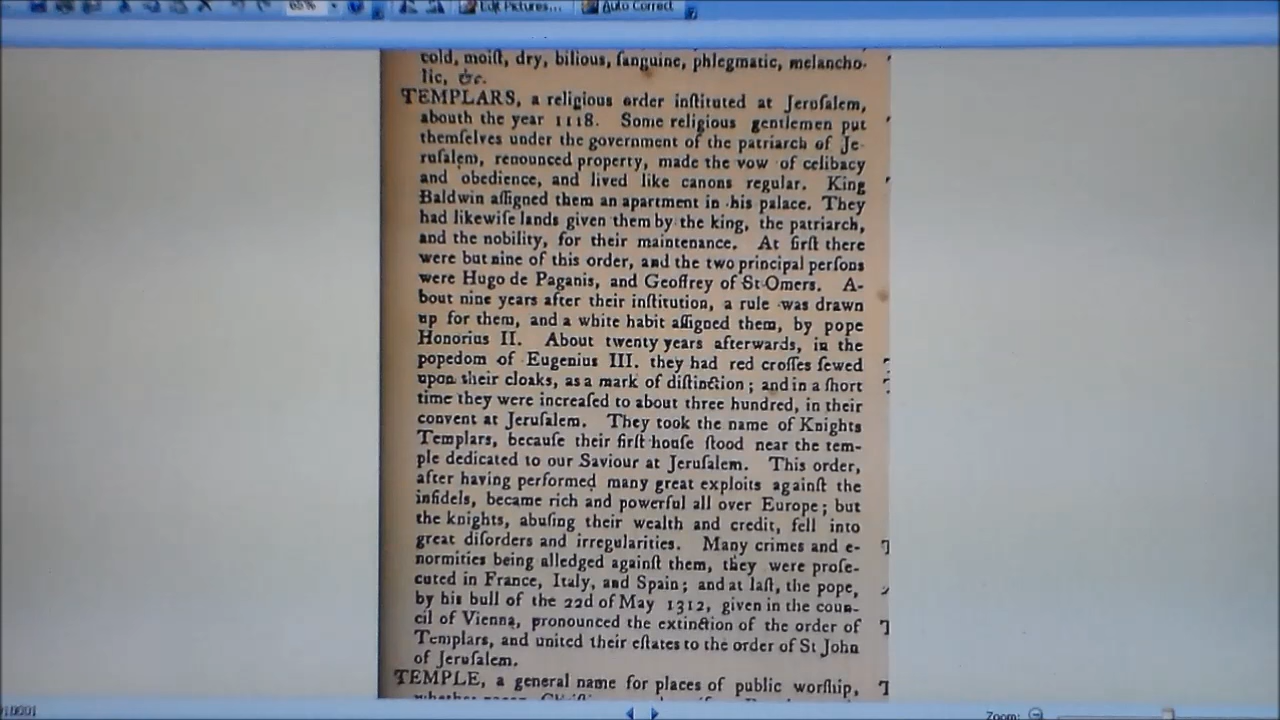 65%
Edit Pictures...
Auto Correct
cold, moiſt, dry, bilious, ſanguine, phlegmatic, melancho-
lic, &c.
TEMPLARS, a religious order inſtituted at Jeruſalem,
abouth the year 1118. Some religious gentlemen put
themſelves under the government of the patriarch of Je-
ruſalem, renounced property, made the vow of celibacy
and obedience, and lived like canons regular. King
Baldwin aſſigned them an apartment in his palace. They
had likewiſe lands given them by the king, the patriarch,
and the nobility, for their maintenance. At firſt there
were but nine of this order, and the two principal perſons
were Hugo de Paganis, and Geoffrey of St Omers. A-
bout nine years after their inſtitution, a rule was drawn
up for them, and a white habit aſſigned them, by pope
Honorius II. About twenty years afterwards, in the
popedom of Eugenius III. they had red croſſes ſewed
upon their cloaks, as a mark of diſtinction; and in a ſhort
time they were increaſed to about three hundred, in their
convent at Jeruſalem. They took the name of Knights
Templars, becauſe their firſt houſe ſtood near the tem-
ple dedicated to our Saviour at Jeruſalem. This order,
after having performed many great exploits againſt the
infidels, became rich and powerful all over Europe; but
the knights, abuſing their wealth and credit, fell into
great diſorders and irregularities. Many crimes and e-
normities being alledged againſt them, they were proſe-
cuted in France, Italy, and Spain; and at laſt, the pope,
by his bull of the 22d of May 1312, given in the coun-
cil of Vienna, pronounced the extinction of the order of
Templars, and united their eſtates to the order of St John
of Jeruſalem.
TEMPLE, a general name for places of public worſhip,
Zoom: